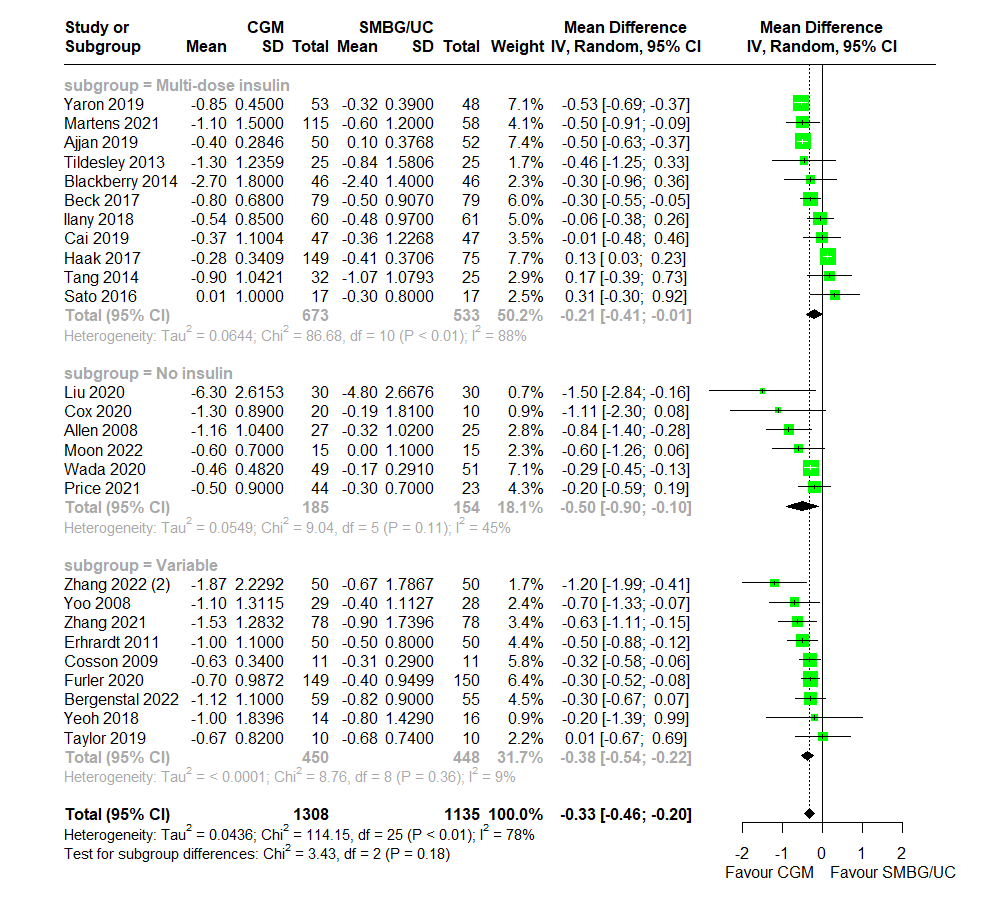 Study or CGM SMBG/UC Mean Difference Mean Difference
Subgroup Mean SD Total Mean SD Total Weight IV, Random, 95% CI IV, Random, 95% CI
subgroup = Multi-dose insulin
Yaron 2019 -0.85 0.4500 53 -0.32 0.3900 48 7.1% -0.53 [-0.69; -0.37]
Martens 2021 -1.10 1.5000 115 -0.60 1.2000 58 4.1% -0.50 [-0.91; -0.09]
Ajjan 2019 -0.40 0.2846 50 0.10 0.3768 52 7.4% -0.50 [-0.63; -0.37]
Tildesley 2013 -1.30 1.2359 25 -0.84 1.5806 25 1.7% -0.46 [-1.25; 0.33]
Blackberry 2014 -2.70 1.8000 46 -2.40 1.4000 46 2.3% -0.30 [-0.96; 0.36]
Beck 2017 -0.80 0.6800 79 -0.50 0.9070 79 6.0% -0.30 [-0.55; -0.05]
Ilany 2018 -0.54 0.8500 60 -0.48 0.9700 61 5.1% -0.06 [-0.38; 0.26]
Cai 2019 -0.37 1.1004 47 -0.36 1.2268 47 3.5% -0.01 [-0.48; 0.46]
Haak 2017 -0.28 0.3409 149 -0.41 0.3706 75 7.7% 0.13 [ 0.03; 0.23]
Tang 2014 -0.90 1.0421 32 -1.07 1.0793 25 2.9% 0.17 [-0.39; 0.73]
Sato 2016 0.01 1.0000 17 -0.30 0.8000 17 2.5% 0.31 [-0.30; 0.92]
Total (95% CI) 673 533 50.2% -0.21 [-0.41; -0.01]
Heterogeneity: Tau² = 0.0644; Chi² = 86.68, df = 10 (P < 0.01); I² = 88%
subgroup = No insulin
Liu 2020 -6.30 2.6153 30 -4.80 2.6676 30 0.7% -1.50 [-2.84; -0.16]
Cox 2020 -1.30 0.8900 20 -0.19 1.8100 10 0.9% -1.11 [-2.30; 0.08]
Allen 2008 -1.16 1.0400 27 -0.32 1.0200 25 2.8% -0.84 [-1.40; -0.28]
Moon 2022 -0.60 0.7000 15 0.00 1.1000 15 2.3% -0.60 [-1.26; 0.06]
Wada 2020 -0.46 0.4820 49 -0.17 0.2910 51 7.1% -0.29 [-0.45; -0.13]
Price 2021 -0.50 0.9000 44 -0.30 0.7000 23 4.3% -0.20 [-0.59; 0.19]
Total (95% CI) 185 154 18.1% -0.50 [-0.90; -0.10]
Heterogeneity: Tau² = 0.0549; Chi² = 9.04, df = 5 (P = 0.11); I² = 45%
subgroup = Variable
Zhang 2022 (2) -1.87 2.2292 50 -0.67 1.7867 50 1.7% -1.20 [-1.99; -0.41]
Yoo 2008 -1.10 1.3115 29 -0.40 1.1127 28 2.4% -0.70 [-1.33; -0.07]
Zhang 2021 -1.53 1.2832 78 -0.90 1.7396 78 3.4% -0.63 [-1.11; -0.15]
Erhardt 2011 -1.00 1.1000 50 -0.50 0.8000 50 4.5% -0.50 [-0.88; -0.12]
Cosson 2009 -0.63 0.3400 11 -0.31 0.2900 11 5.8% -0.32 [-0.58; -0.06]
Furler 2020 -0.70 0.9872 149 -0.40 0.9499 150 6.4% -0.30 [-0.52; -0.08]
Bergenstal 2022 -1.12 1.1000 59 -0.82 0.9000 55 4.5% -0.30 [-0.67; 0.07]
Yeoh 2018 -1.00 1.8396 14 -0.80 1.4290 16 0.9% -0.20 [-1.39; 0.99]
Taylor 2019 -0.67 0.8200 10 -0.68 0.7400 10 2.2% 0.01 [-0.67; 0.69]
Total (95% CI) 450 448 31.7% -0.38 [-0.54; -0.22]
Heterogeneity: Tau² = < 0.0001; Chi² = 8.76, df = 8 (P = 0.36); I² = 9%
Total (95% CI) 1308 1135 100.0% -0.33 [-0.46; -0.20]
Heterogeneity: Tau² = 0.0436; Chi² = 114.15, df = 25 (P < 0.01); I² = 78%
Test for subgroup differences: Chi² = 3.43, df = 2 (P = 0.18)
-2 -1 0 1 2
Favour CGM Favour SMBG/UC